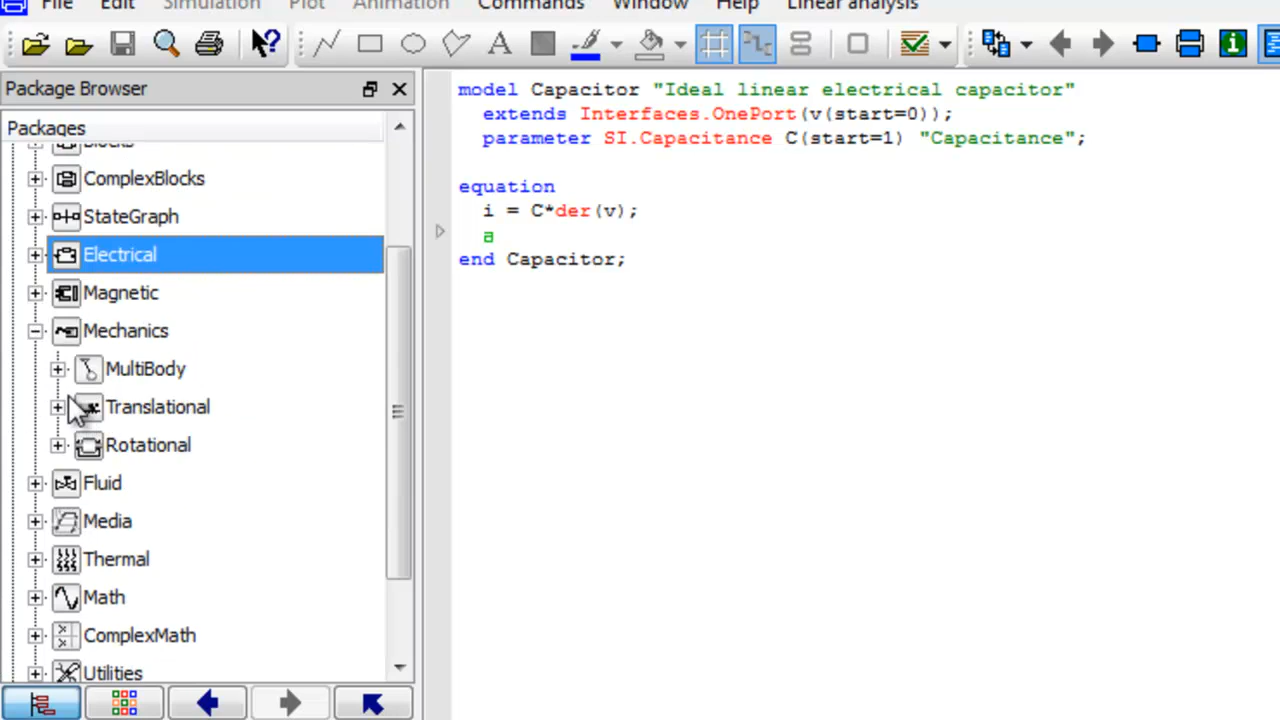 File Edit Simulation Plot Animation Commands Window Help Linear analysis
Package Browser
Packages
Blocks
ComplexBlocks
StateGraph
Electrical
Magnetic
Mechanics
MultiBody
Translational
Rotational
Fluid
Media
Thermal
Math
ComplexMath
Utilities
model Capacitor "Ideal linear electrical capacitor"
extends Interfaces.OnePort(v(start=0));
parameter SI.Capacitance C(start=1) "Capacitance";
equation
i = C*der(v);
a
end Capacitor;